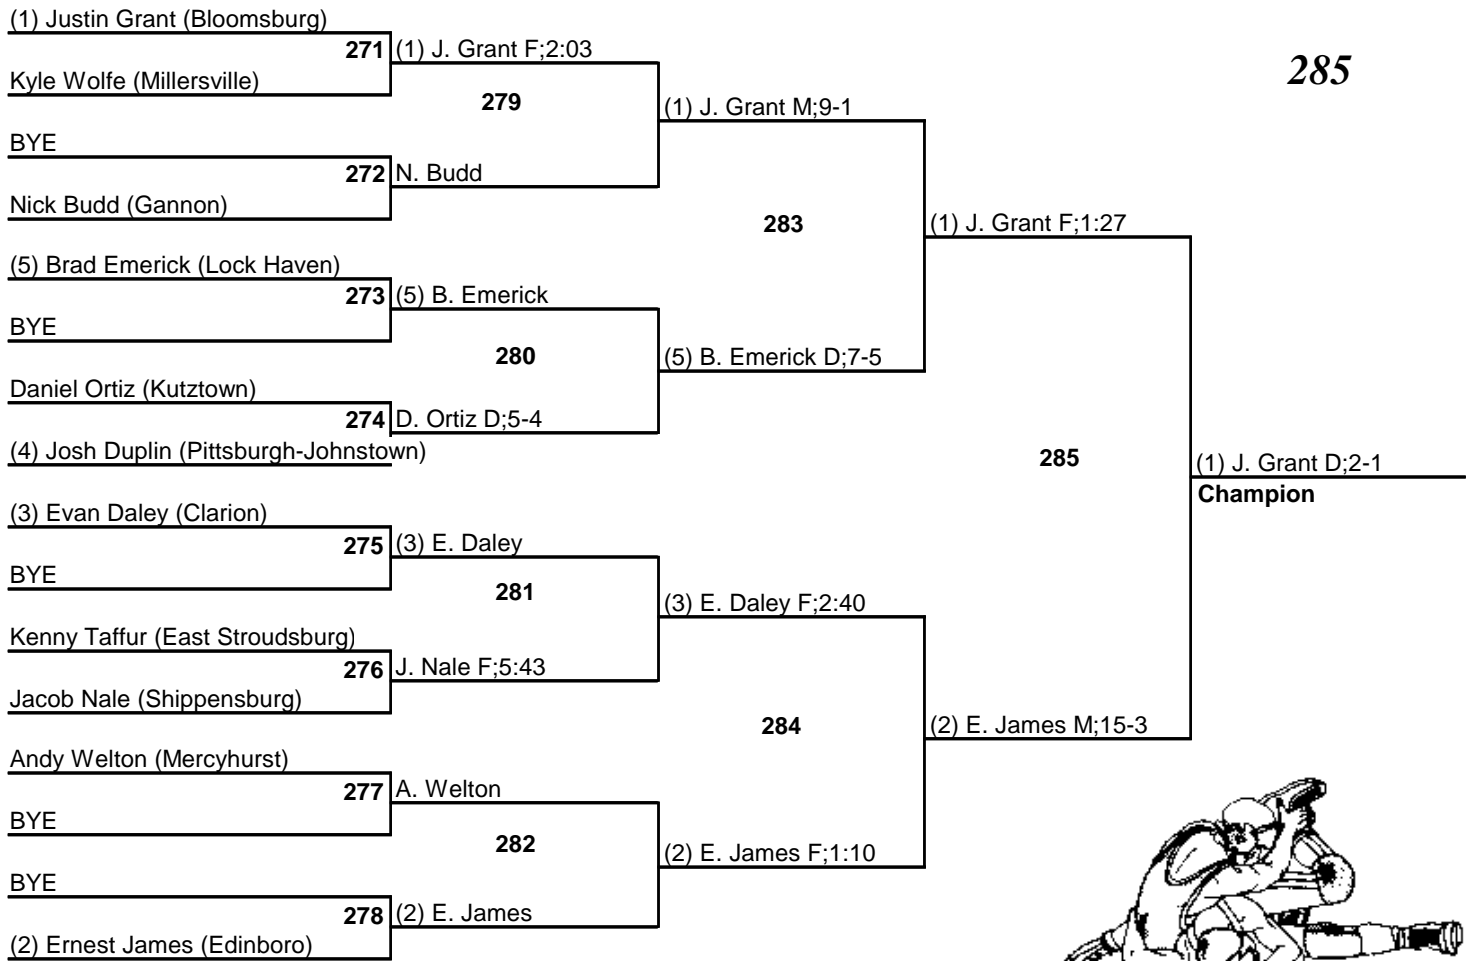 (1) Justin Grant (Bloomsburg)
271
(1) J. Grant F;2:03
285
Kyle Wolfe (Millersville)
279
(1) J. Grant M;9-1
BYE
272
N. Budd
Nick Budd (Gannon)
283
(1) J. Grant F;1:27
(5) Brad Emerick (Lock Haven)
273
(5) B. Emerick
BYE
280
(5) B. Emerick D;7-5
Daniel Ortiz (Kutztown)
274
D. Ortiz D;5-4
(4) Josh Duplin (Pittsburgh-Johnstown)
285
(1) J. Grant D;2-1
Champion
(3) Evan Daley (Clarion)
275
(3) E. Daley
BYE
281
(3) E. Daley F;2:40
Kenny Taffur (East Stroudsburg)
276
J. Nale F;5:43
Jacob Nale (Shippensburg)
284
(2) E. James M;15-3
Andy Welton (Mercyhurst)
277
A. Welton
BYE
282
(2) E. James F;1:10
BYE
278
(2) E. James
(2) Ernest James (Edinboro)